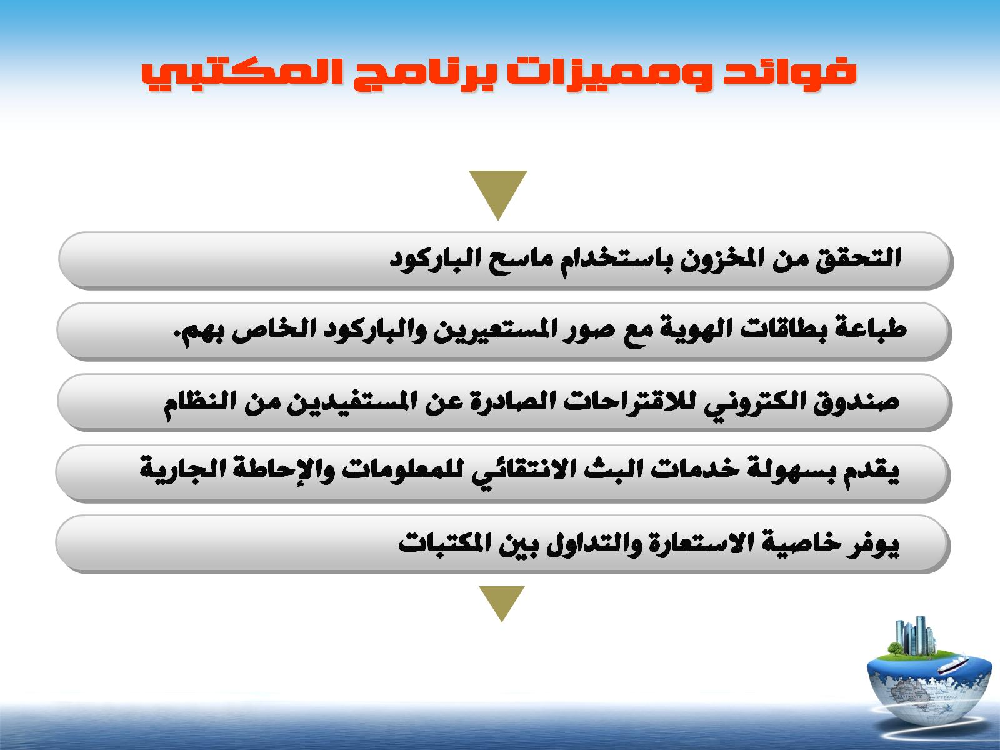 فوائد ومميزات برنامج المكتبي
التحقق من المخزون باستخدام ماسح الباركود
طباعة بطاقات الهوية مع صور المستعيرين والباركود الخاص بهم.
صندوق الكتروني للاقتراحات الصادرة عن المستفيدين من النظام
يقدم بسهولة خدمات البث الانتقائي للمعلومات والإحاطة الجارية
يوفر خاصية الاستعارة والتداول بين المكتبات
AUSTRALIA
OCEANIA